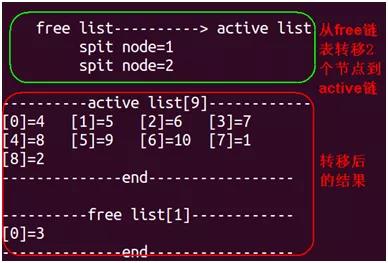 free list----------> active list
spit node=1
spit node=2
从free链
表转移2
个节点到
active链
-----------active list[9]-------------
[0]=4 [1]=5 [2]=6 [3]=7
[4]=8 [5]=9 [6]=10 [7]=1
[8]=2
---------------end------------------
转移后
的结果
-----------free list[1]-------------
[0]=3
---------------end------------------